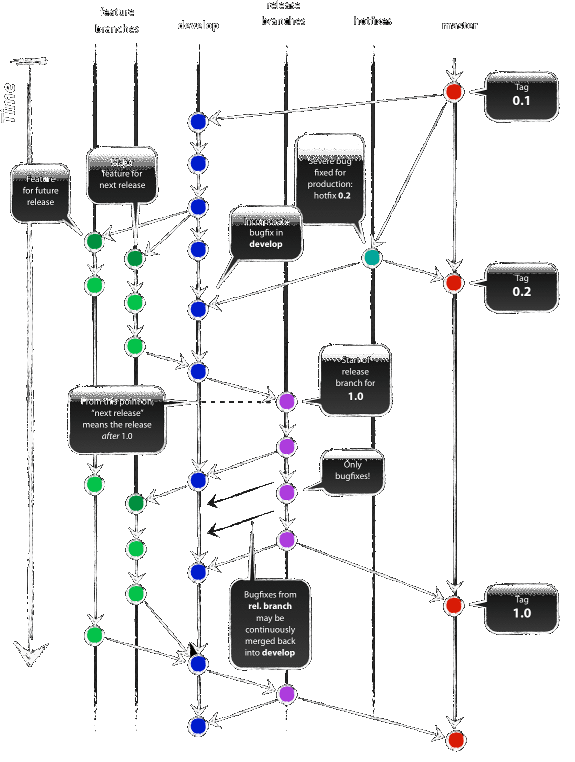 feature
branches
develop
release
branches
hotfixes
master
Time
Tag
0.1
Feature
for future
release
feature for
next release
Severe bug
fixed for
production:
hotfix 0.2
Incorporate
bugfix in
develop
Tag
0.2
Start of
release
branch for
1.0
From this point on,
"next release"
means the release
after 1.0
Only
bugfixes!
Bugfixes from
rel. branch
may be
continuously
merged back
into develop
Tag
1.0